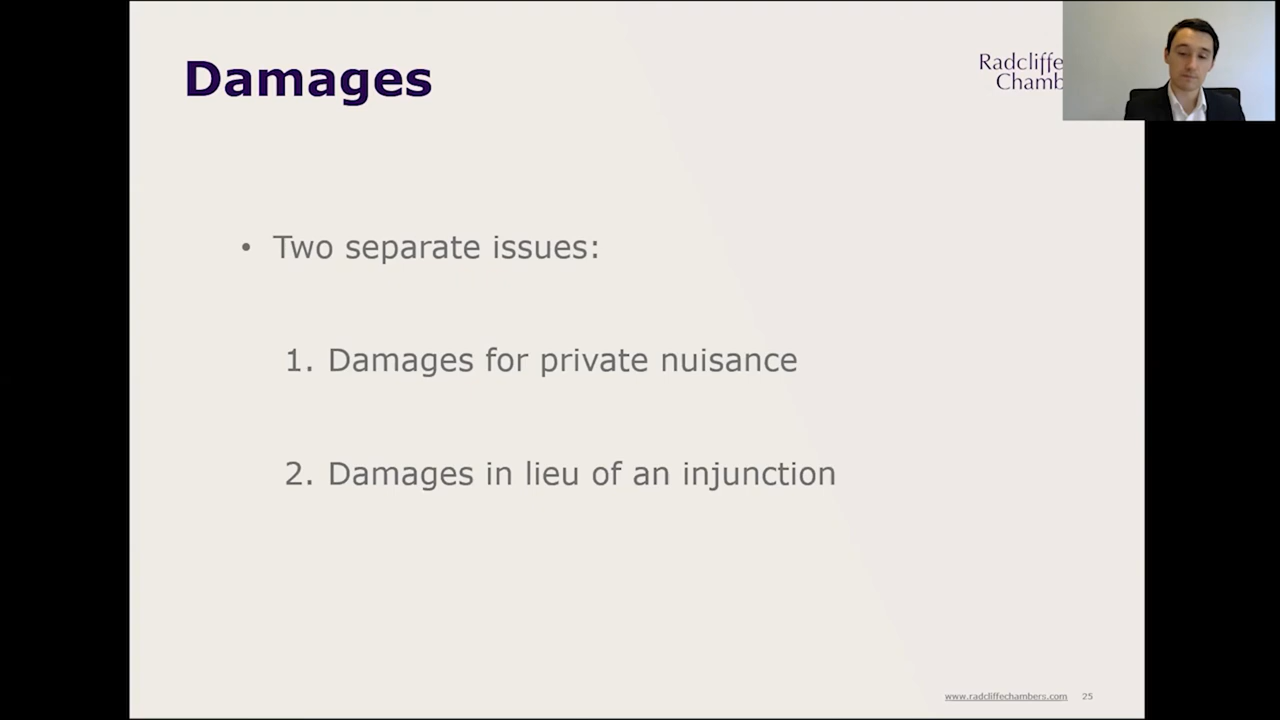 Damages
Radcliffe
Chamb
• Two separate issues:
1. Damages for private nuisance
2. Damages in lieu of an injunction
www.radcliffechambers.com 25